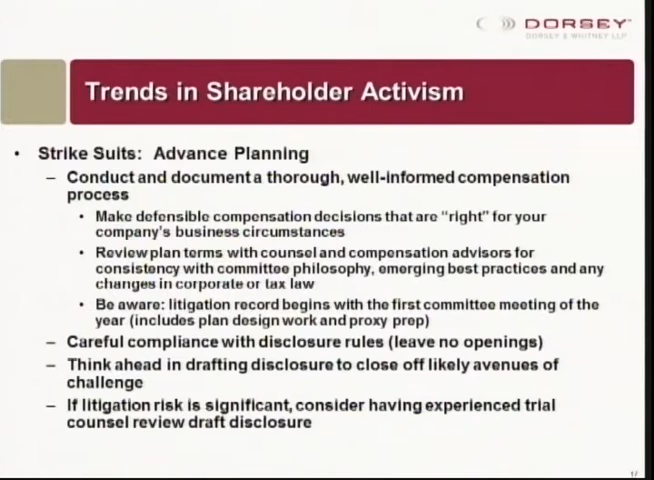 DORSEY™
DORSEY & WHITNEY LLP
Trends in Shareholder Activism
• Strike Suits: Advance Planning
– Conduct and document a thorough, well-informed compensation
process
• Make defensible compensation decisions that are “right” for your
company’s business circumstances
• Review plan terms with counsel and compensation advisors for
consistency with committee philosophy, emerging best practices and any
changes in corporate or tax law
• Be aware: litigation record begins with the first committee meeting of the
year (includes plan design work and proxy prep)
– Careful compliance with disclosure rules (leave no openings)
– Think ahead in drafting disclosure to close off likely avenues of
challenge
– If litigation risk is significant, consider having experienced trial
counsel review draft disclosure